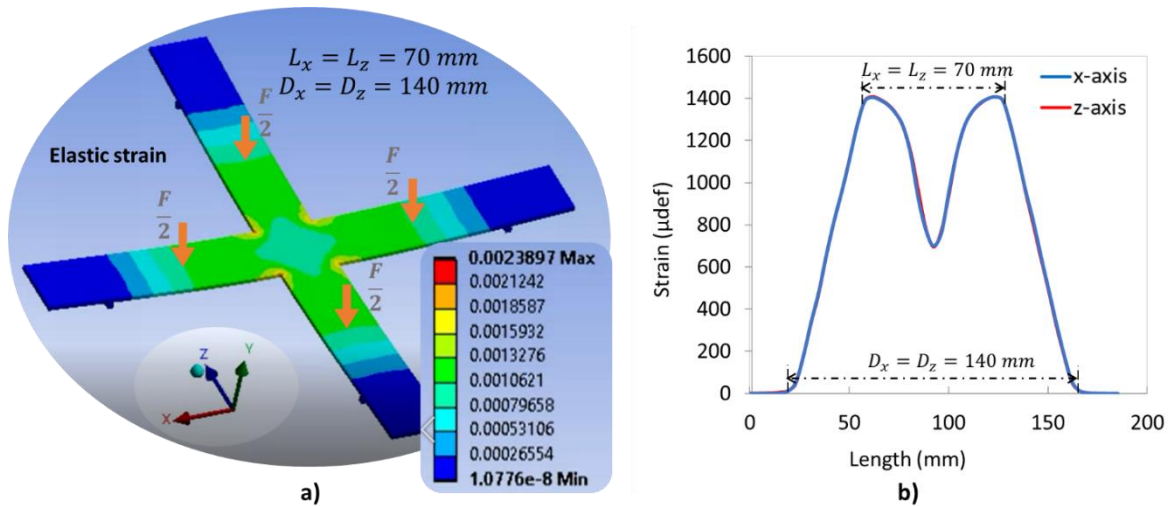 L_x = L_z = 70 mm
D_x = D_z = 140 mm
Elastic strain
F/2
F/2
F/2
F/2
0.0023897 Max
0.0021242
0.0018587
0.0015932
0.0013276
0.0010621
0.00079658
0.00053106
0.00026554
1.0776e-8 Min
X
Z
Y
a)
Strain (µdef)
1600
1400
1200
1000
800
600
400
200
0
L_x = L_z = 70 mm
x-axis
z-axis
D_x = D_z = 140 mm
0
50
100
150
200
Length (mm)
b)